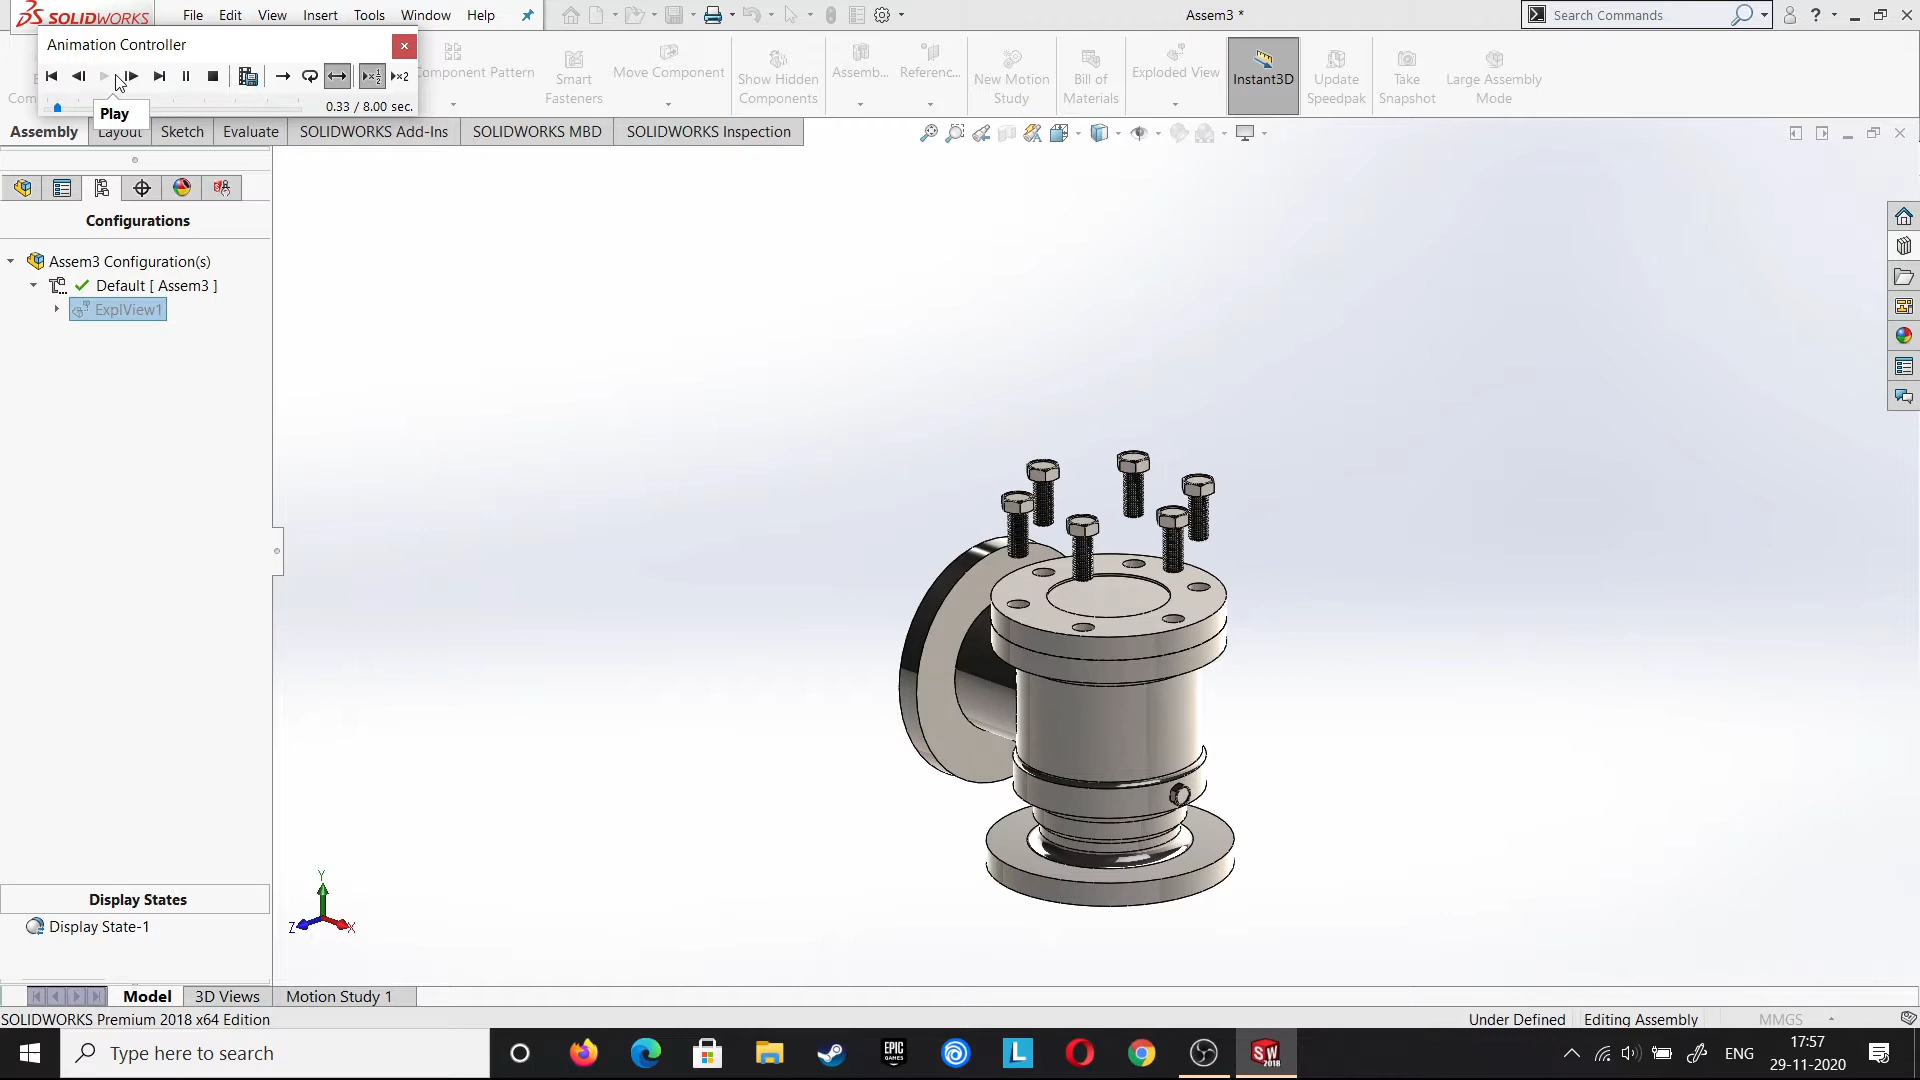 SOLIDWORKS File Edit View Insert Tools Window Help Assem3 * Search Commands
Animation Controller
0.33 / 8.00 sec.
Play
Component Pattern
Smart Fasteners
Move Component
Show Hidden Components
Assemb...
Referenc...
New Motion Study
Bill of Materials
Exploded View
Instant3D
Update Speedpak
Take Snapshot
Large Assembly Mode
Assembly Layout Sketch Evaluate SOLIDWORKS Add-Ins SOLIDWORKS MBD SOLIDWORKS Inspection
Configurations
Assem3 Configuration(s)
Default [ Assem3 ]
ExplView1
Y
Z X
Display States
Display State-1
Model 3D Views Motion Study 1
SOLIDWORKS Premium 2018 x64 Edition Under Defined Editing Assembly MMGS
Type here to search
EPIC GAMES
L
SW 2018
ENG
17:57
29-11-2020